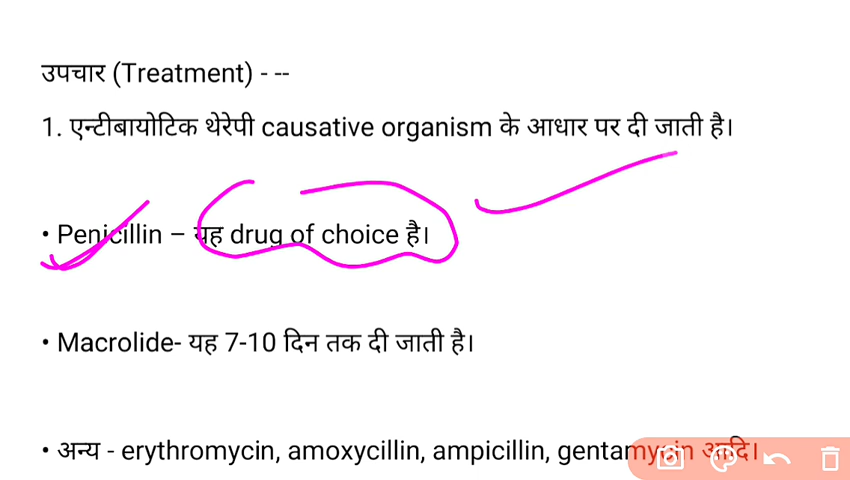 उपचार (Treatment) - --
1. एन्टीबायोटिक थेरेपी causative organism के आधार पर दी जाती है।
• Penicillin – यह drug of choice है।
• Macrolide- यह 7-10 दिन तक दी जाती है।
• अन्य - erythromycin, amoxycillin, ampicillin, gentamycin आदि।